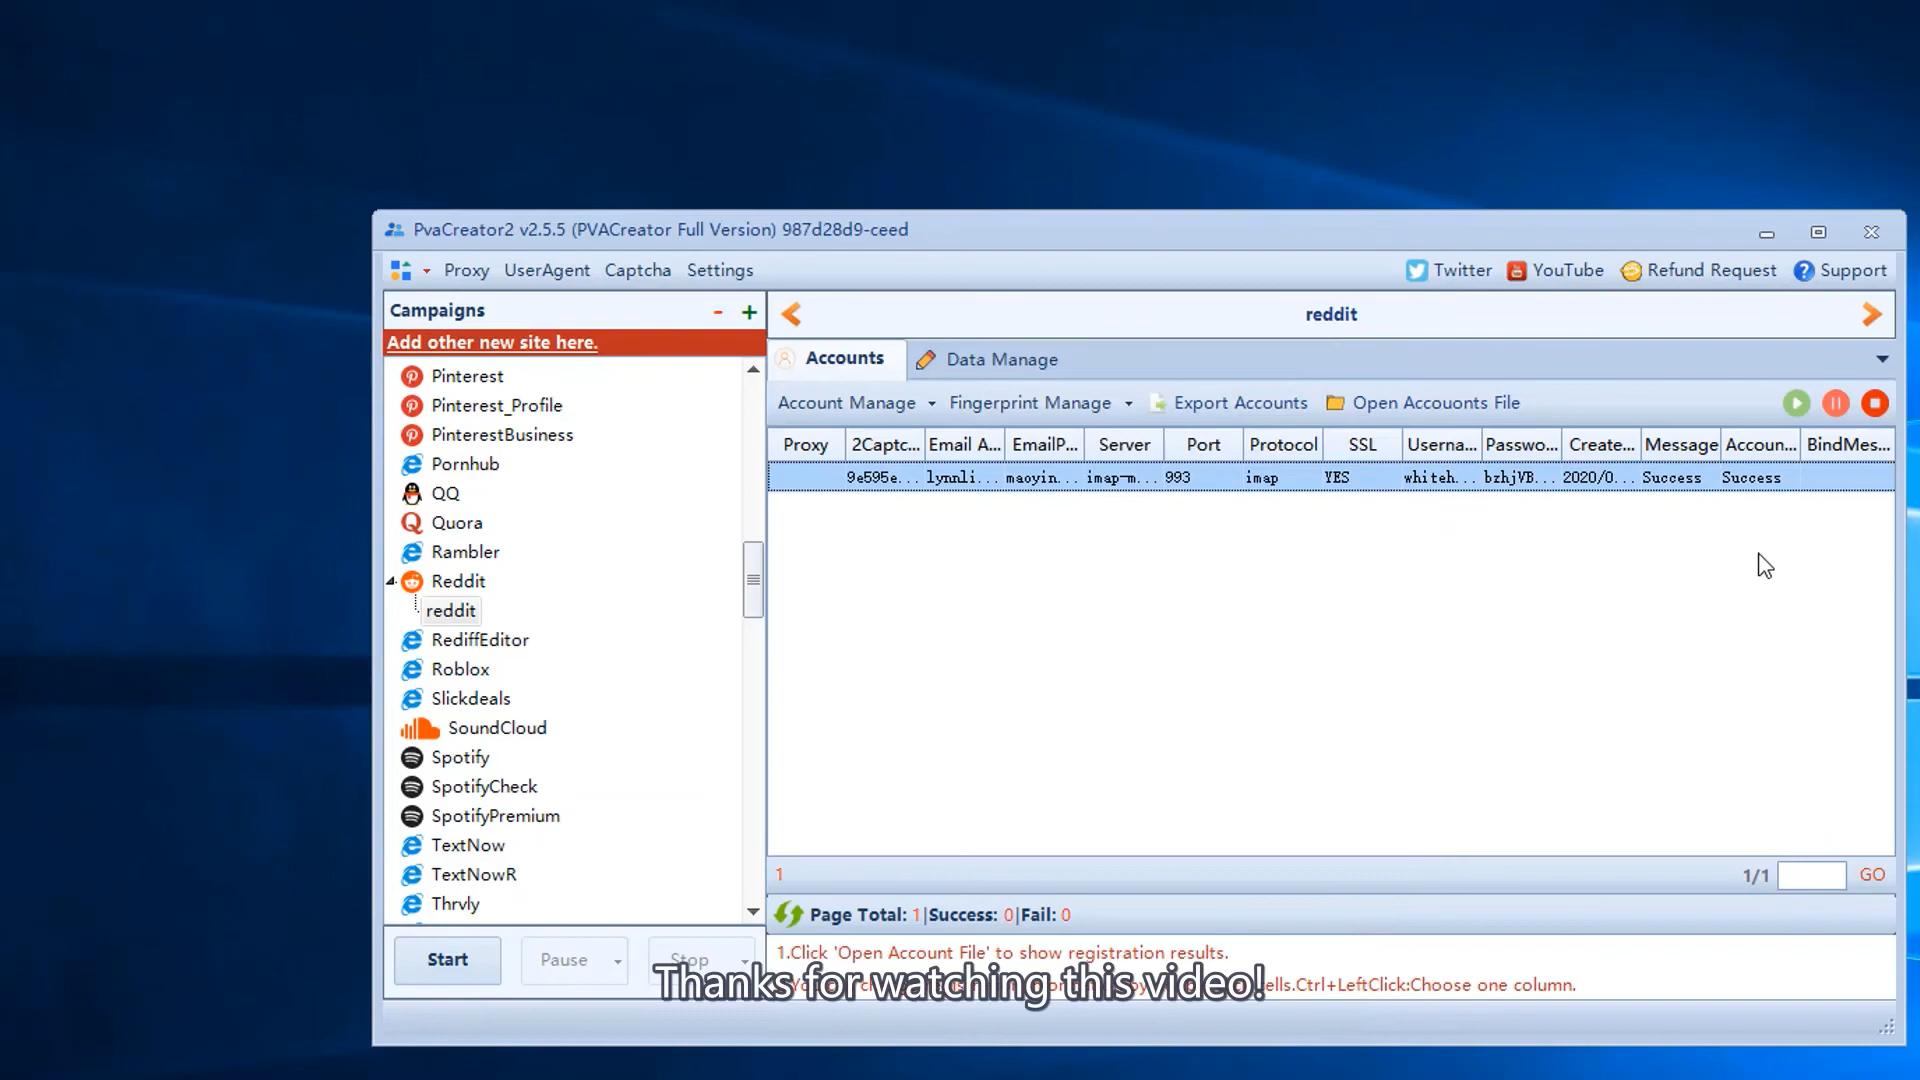 PvaCreator2 v2.5.5 (PVACreator Full Version) 987d28d9-ceed
Proxy UserAgent Captcha Settings Twitter YouTube Refund Request ? Support
Campaigns - +
Add other new site here.
Pinterest
Pinterest_Profile
PinterestBusiness
Pornhub
QQ
Quora
Rambler
Reddit
reddit
RediffEditor
Roblox
Slickdeals
SoundCloud
Spotify
SpotifyCheck
SpotifyPremium
TextNow
TextNowR
Thrvly
Start Pause Stop
reddit
Accounts Data Manage
Account Manage Fingerprint Manage Export Accounts Open Accouonts File
Proxy 2Captc... Email A... EmailP... Server Port Protocol SSL Userna... Passwo... Create... Message Accoun... BindMes...
9e595e... lynnli... maoyin... imap-m... 993 imap YES whiteh... bzhjVB... 2020/0... Success Success
1 1/1 GO
Page Total: 1|Success: 0|Fail: 0
1.Click 'Open Account File' to show registration results.
ells.Ctrl+LeftClick:Choose one column.
Thanks for watching this video!